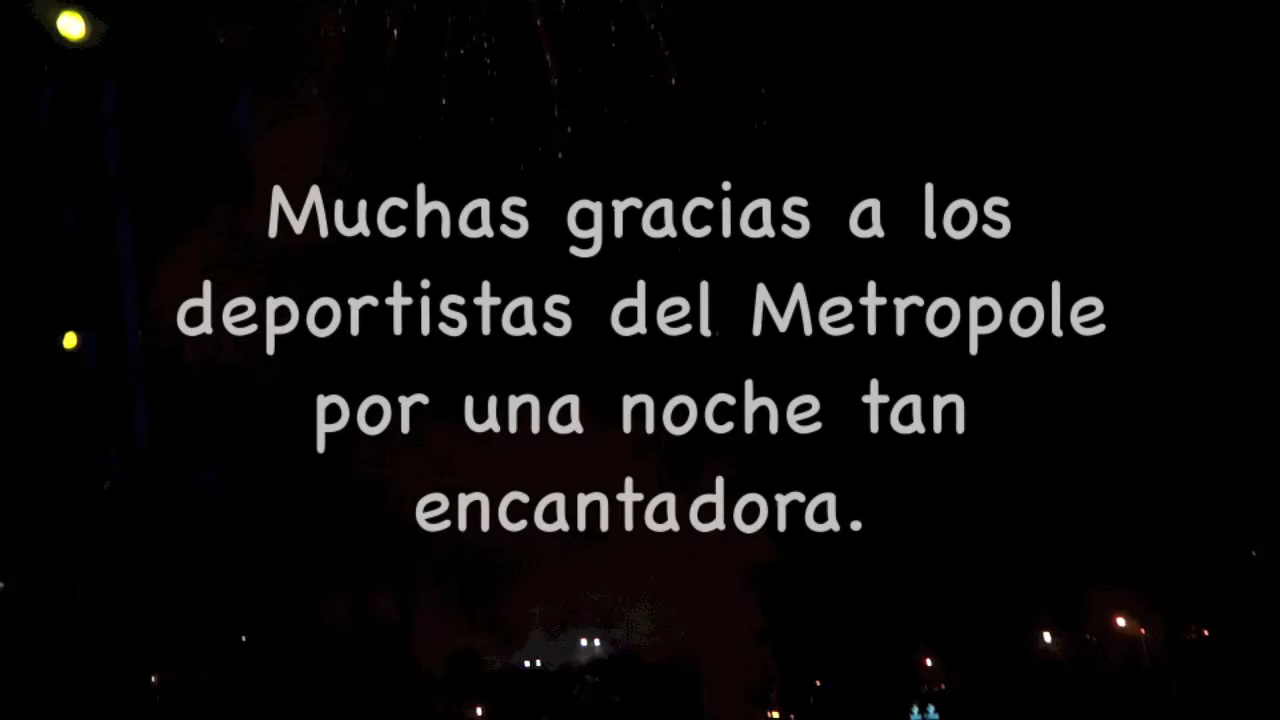 Muchas gracias a los
deportistas del Metropole
por una noche tan
encantadora.